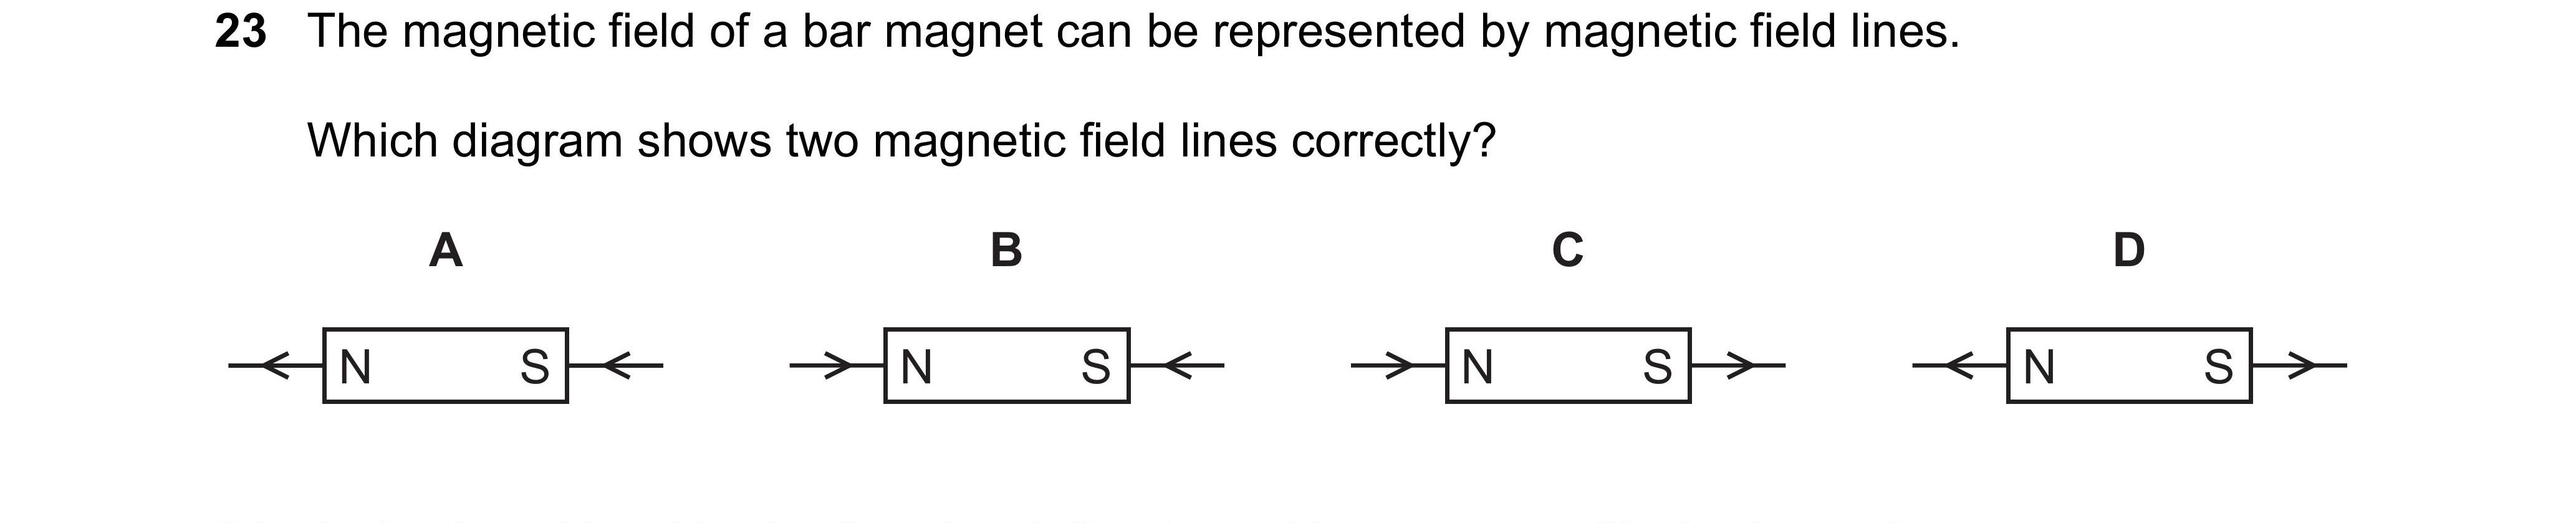 23 The magnetic field of a bar magnet can be represented by magnetic field lines.
Which diagram shows two magnetic field lines correctly?
A B C D
N S N S N S N S